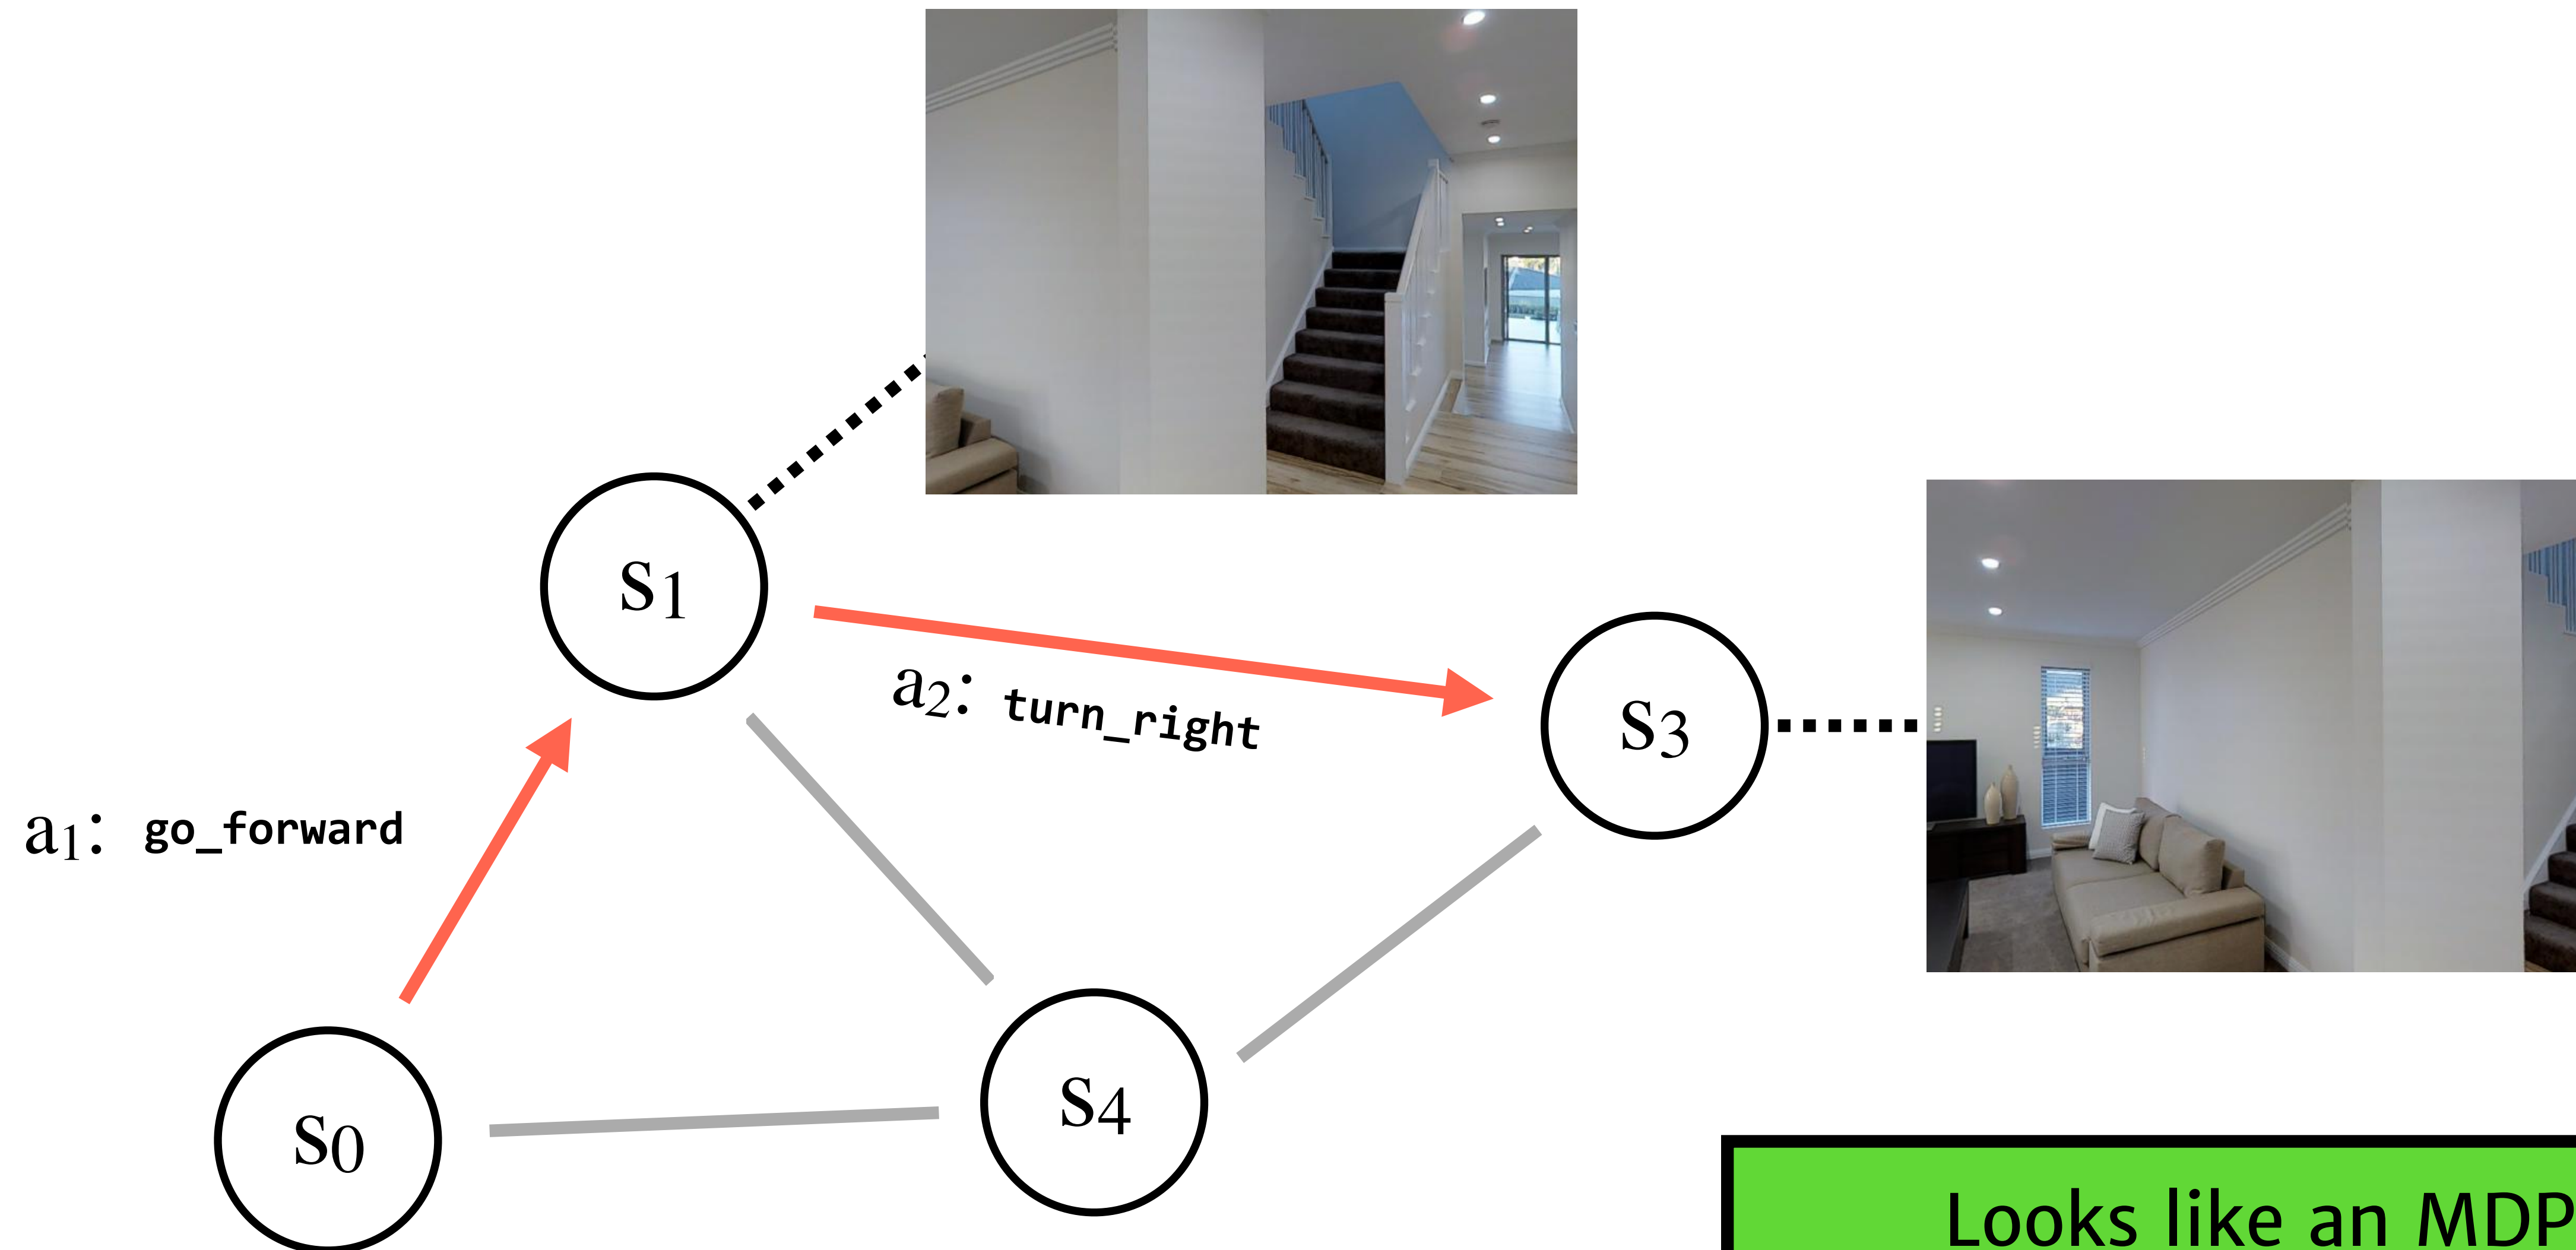 s1
a2: turn_right
s3
a1: go_forward
s4
s0
Looks like an MDP